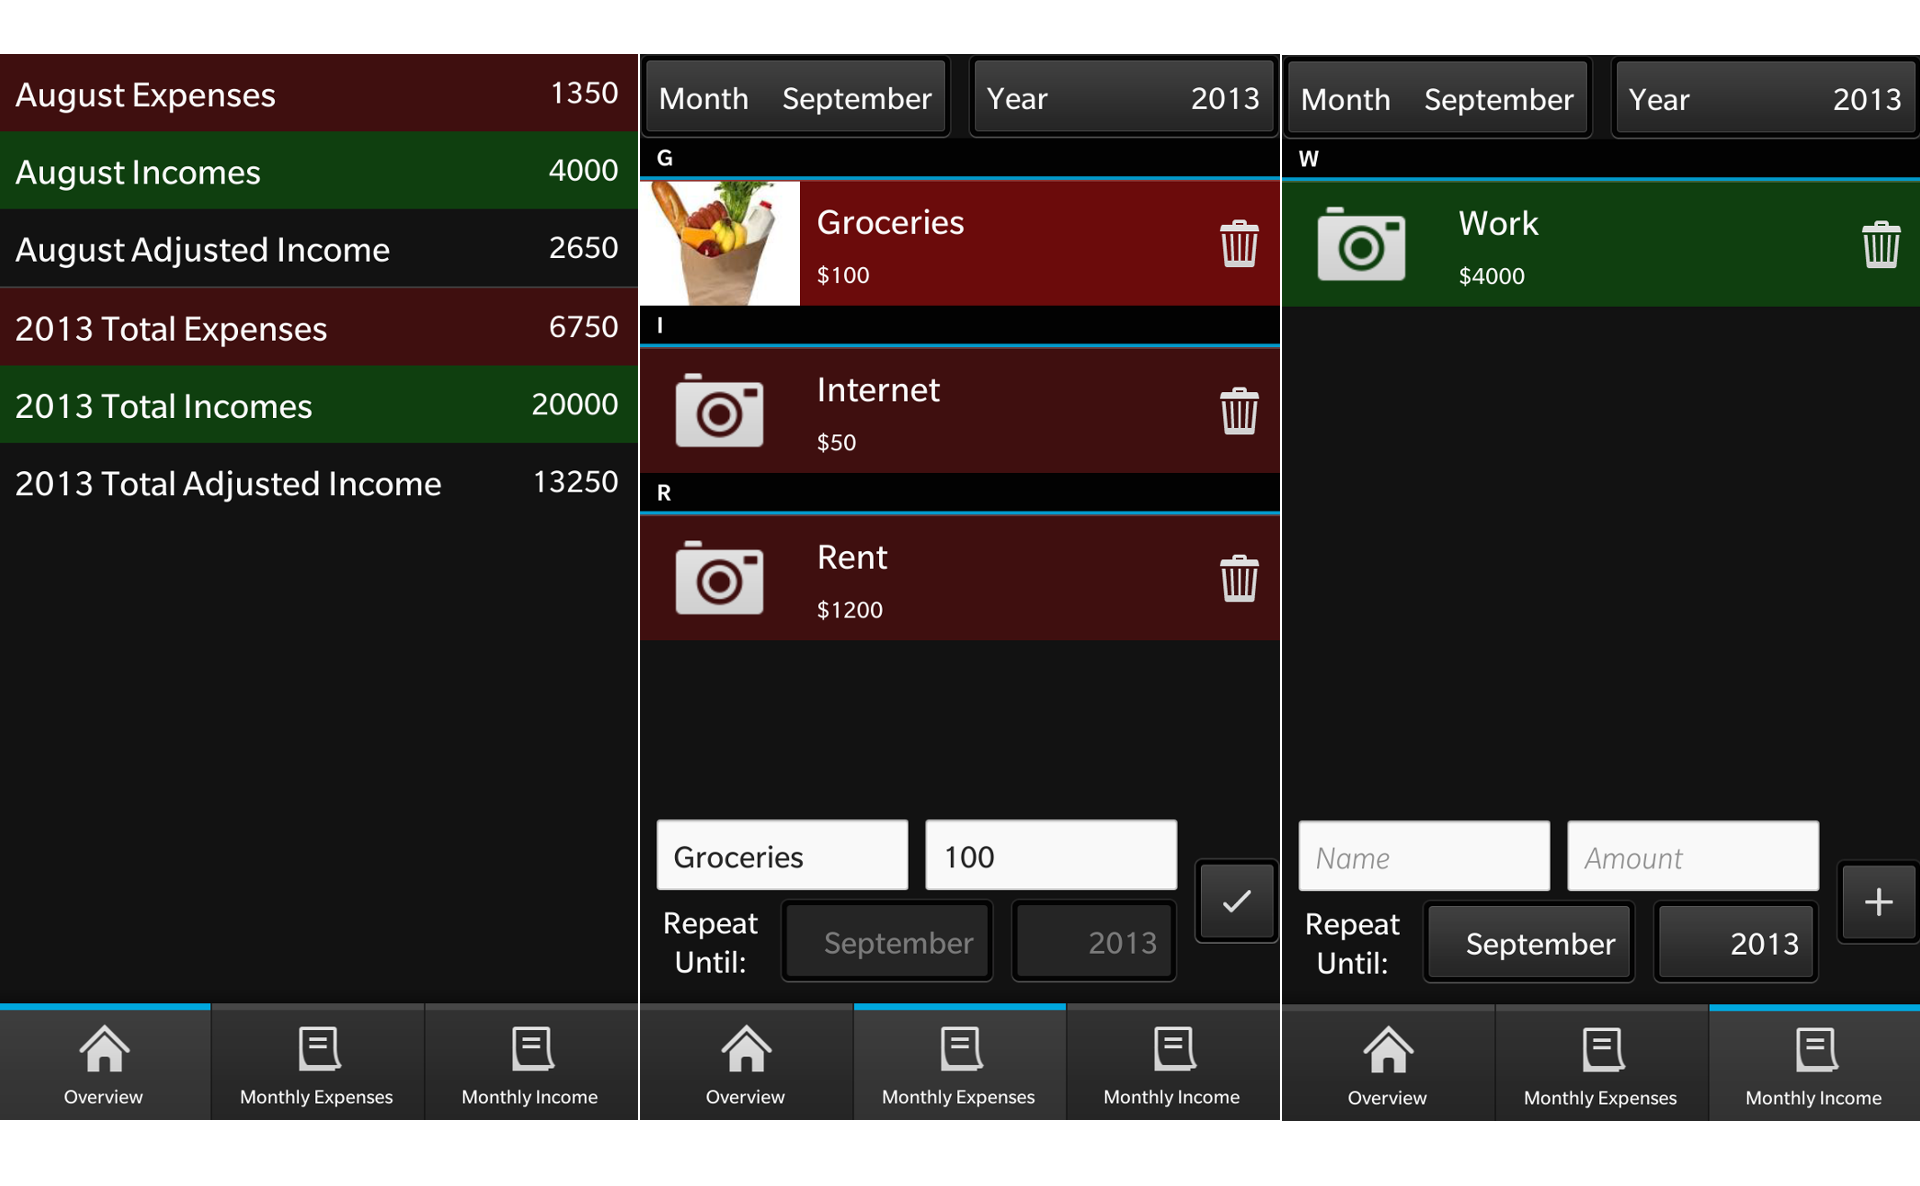 August Expenses 1350
August Incomes 4000
August Adjusted Income 2650
2013 Total Expenses 6750
2013 Total Incomes 20000
2013 Total Adjusted Income 13250
Overview Monthly Expenses Monthly Income
Month September Year 2013
G
Groceries
$100
I
Internet
$50
R
Rent
$1200
Groceries 100
Repeat Until: September 2013
Overview Monthly Expenses Monthly Income
Month September Year 2013
W
Work
$4000
Name Amount
Repeat Until: September 2013
Overview Monthly Expenses Monthly Income